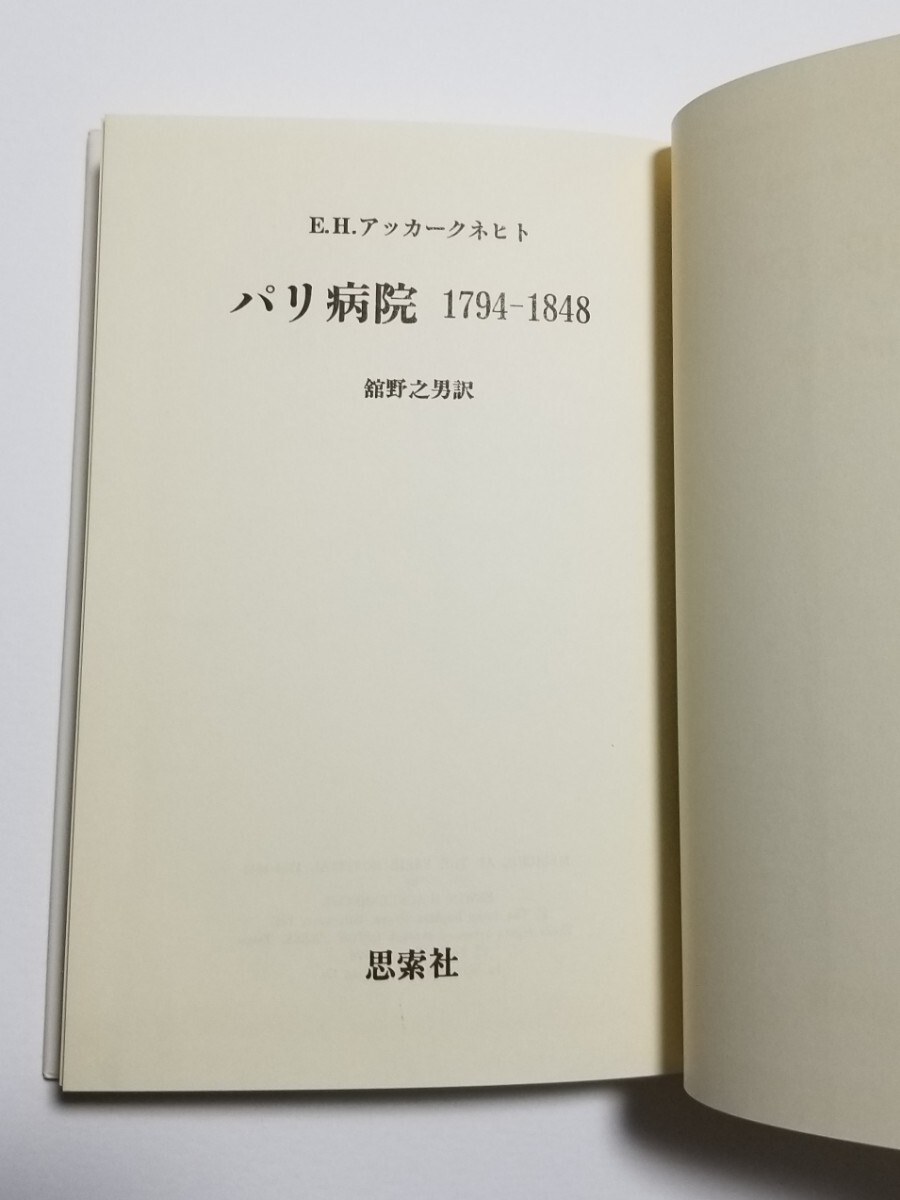 E.H.アッカークネヒト
パリ病院 1794-1848
舘野之男訳
思索社